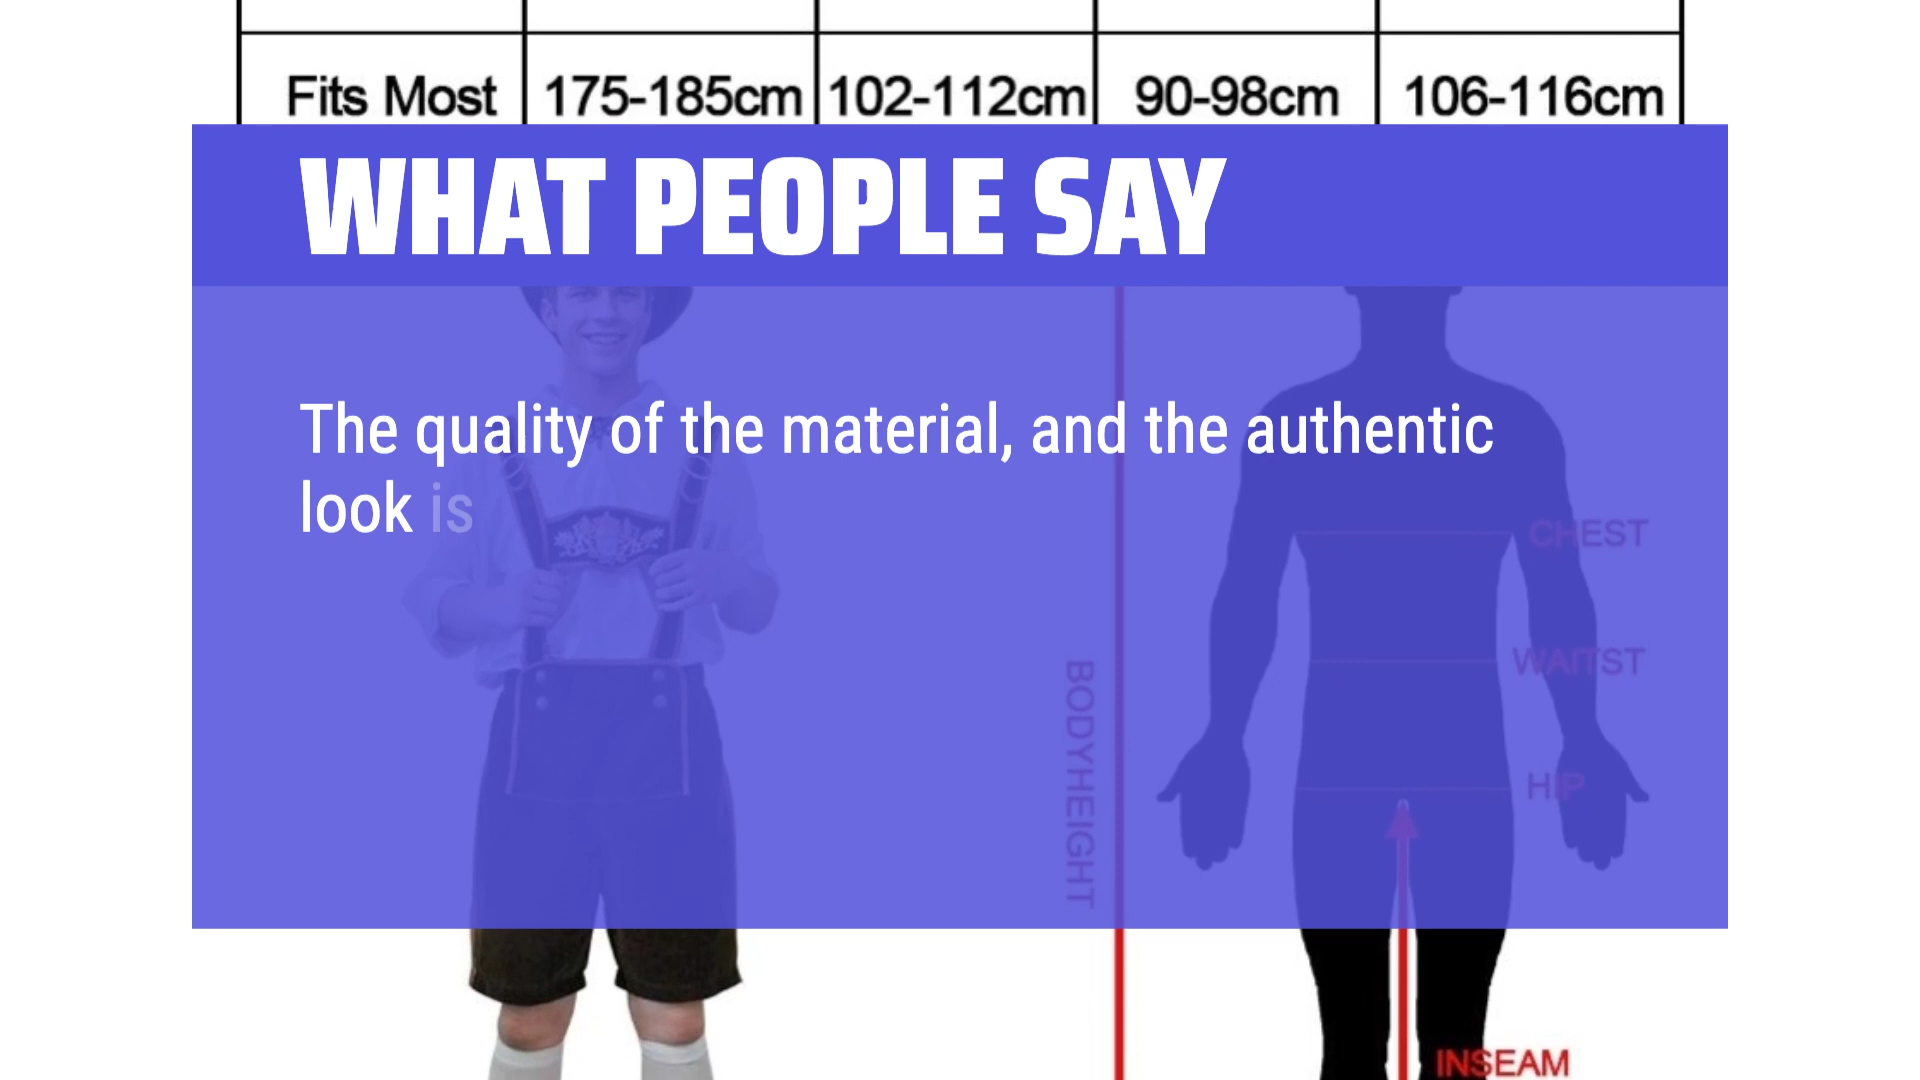 Fits Most 175-185cm 102-112cm 90-98cm 106-116cm
WHAT PEOPLE SAY
The quality of the material, and the authentic
look is
CHEST
WAITST
BODYHEIGHT
HIP
INSEAM